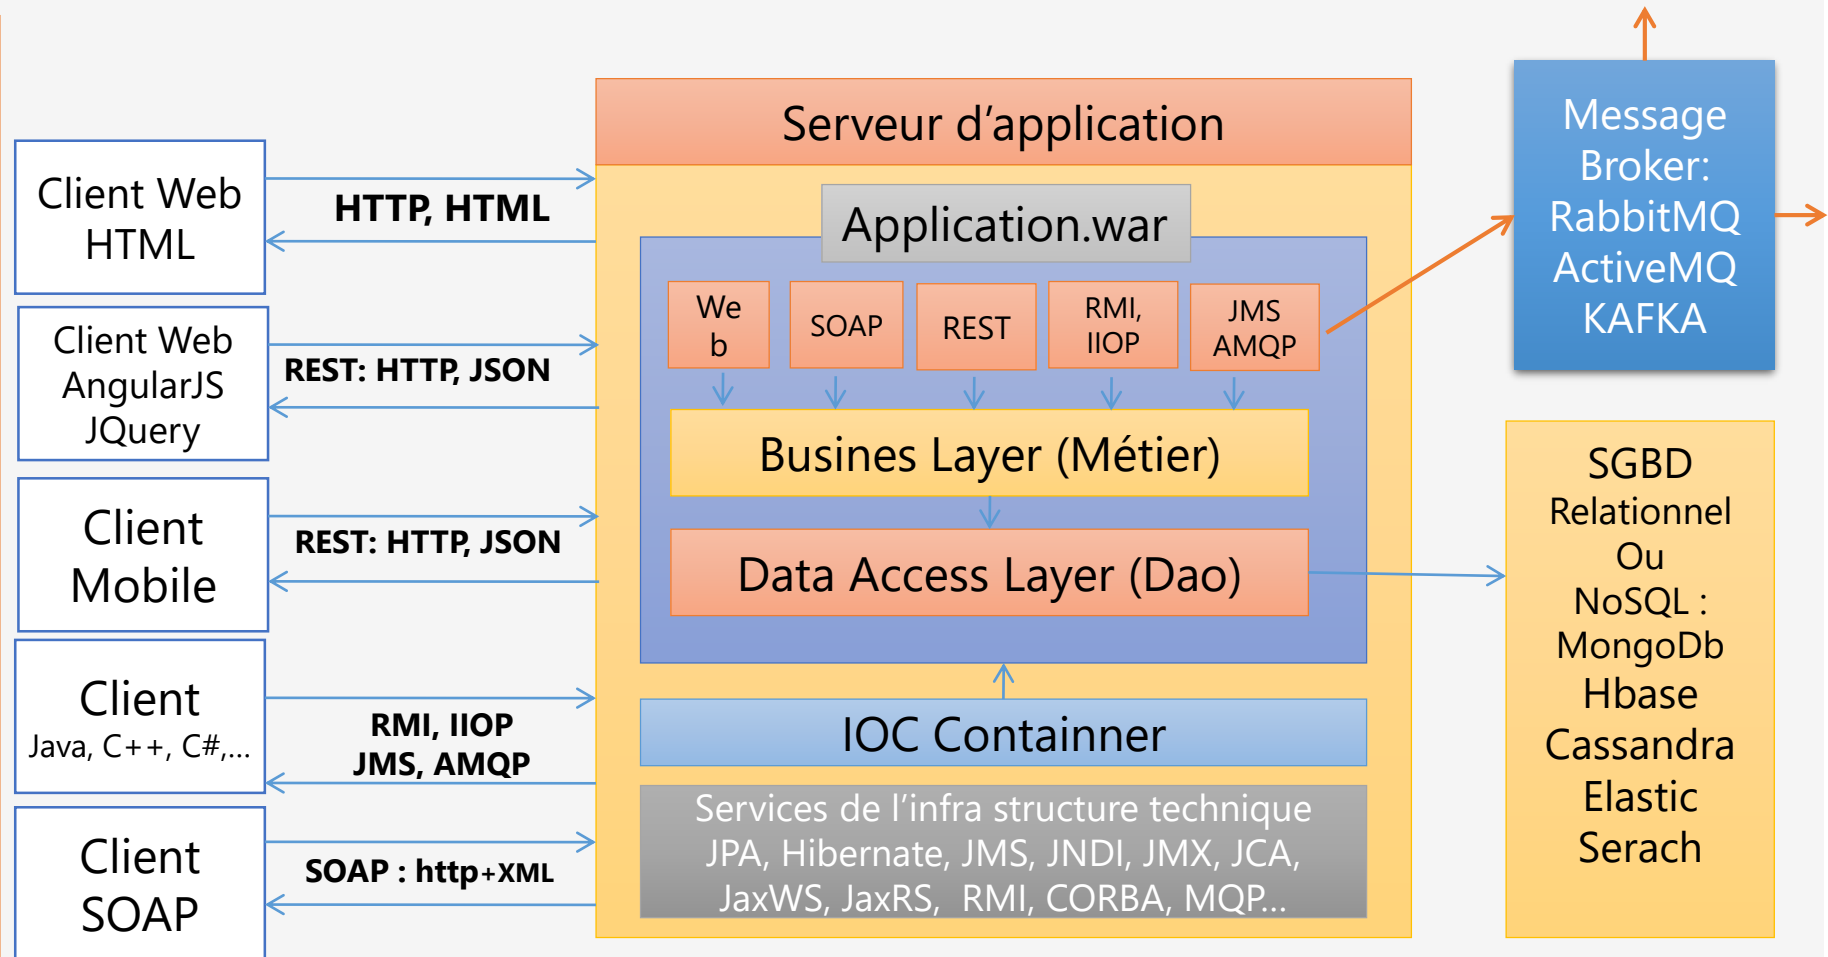 Client Web
HTML
Client Web
AngularJS
JQuery
Client
Mobile
Client
Java, C++, C#,...
Client
SOAP
HTTP, HTML
REST: HTTP, JSON
REST: HTTP, JSON
RMI, IIOP
JMS, AMQP
SOAP : http+XML
Serveur d’application
Application.war
We
b
SOAP
REST
RMI,
IIOP
JMS
AMQP
Busines Layer (Métier)
Data Access Layer (Dao)
IOC Containner
Services de l’infra structure technique
JPA, Hibernate, JMS, JNDI, JMX, JCA,
JaxWS, JaxRS, RMI, CORBA, MQP...
Message
Broker:
RabbitMQ
ActiveMQ
KAFKA
SGBD
Relationnel
Ou
NoSQL :
MongoDb
Hbase
Cassandra
Elastic
Serach